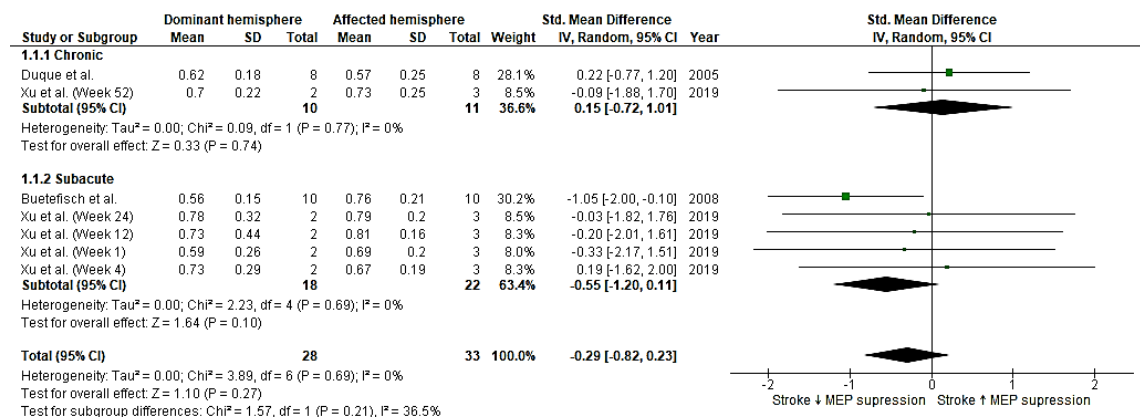 Dominant hemisphere Affected hemisphere Std. Mean Difference Std. Mean Difference
Study or Subgroup Mean SD Total Mean SD Total Weight IV, Random, 95% CI Year IV, Random, 95% CI
1.1.1 Chronic
Duque et al. 0.62 0.18 8 0.57 0.25 8 28.1% 0.22 [-0.77, 1.20] 2005
Xu et al. (Week 52) 0.7 0.22 2 0.73 0.25 3 8.5% -0.09 [-1.88, 1.70] 2019
Subtotal (95% CI) 10 11 36.6% 0.15 [-0.72, 1.01]
Heterogeneity: Tau² = 0.00; Chi² = 0.09, df = 1 (P = 0.77); I² = 0%
Test for overall effect: Z = 0.33 (P = 0.74)
1.1.2 Subacute
Buetefisch et al. 0.56 0.15 10 0.76 0.21 10 30.2% -1.05 [-2.00, -0.10] 2008
Xu et al. (Week 24) 0.78 0.32 2 0.79 0.2 3 8.5% -0.03 [-1.82, 1.76] 2019
Xu et al. (Week 12) 0.73 0.44 2 0.81 0.16 3 8.3% -0.20 [-2.01, 1.61] 2019
Xu et al. (Week 1) 0.59 0.26 2 0.69 0.2 3 8.0% -0.33 [-2.17, 1.51] 2019
Xu et al. (Week 4) 0.73 0.29 2 0.67 0.19 3 8.3% 0.19 [-1.62, 2.00] 2019
Subtotal (95% CI) 18 22 63.4% -0.55 [-1.20, 0.11]
Heterogeneity: Tau² = 0.00; Chi² = 2.23, df = 4 (P = 0.69); I² = 0%
Test for overall effect: Z = 1.64 (P = 0.10)
Total (95% CI) 28 33 100.0% -0.29 [-0.82, 0.23]
Heterogeneity: Tau² = 0.00; Chi² = 3.89, df = 6 (P = 0.69); I² = 0%
Test for overall effect: Z = 1.10 (P = 0.27)
Test for subgroup differences: Chi² = 1.57, df = 1 (P = 0.21), I² = 36.5%
-2 -1 0 1 2
Stroke ↓ MEP supression Stroke ↑ MEP supression